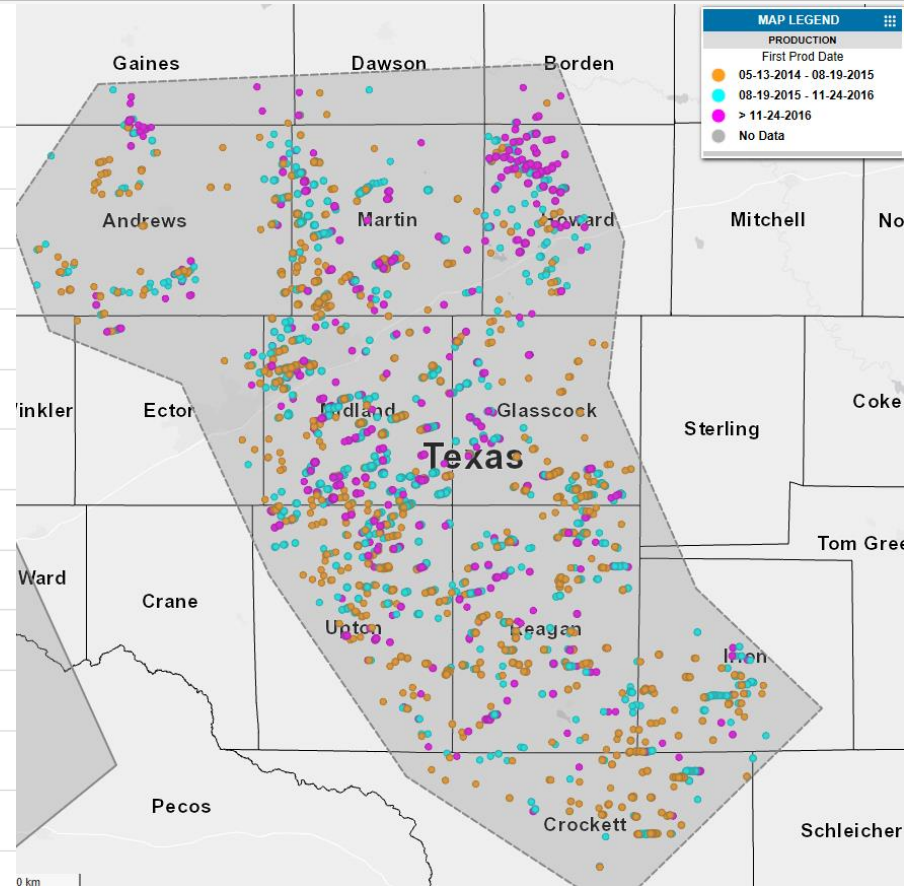 MAP LEGEND
PRODUCTION
First Prod Date
05-13-2014 - 08-19-2015
08-19-2015 - 11-24-2016
> 11-24-2016
No Data
Gaines
Dawson
Borden
Andrews
Martin
Howard
Mitchell
No
inkler
Ector
Midland
Glasscock
Coke
Sterling
Texas
Tom Gree
Ward
Crane
Upton
Reagan
Irion
Pecos
Crockett
Schleicher
0 km